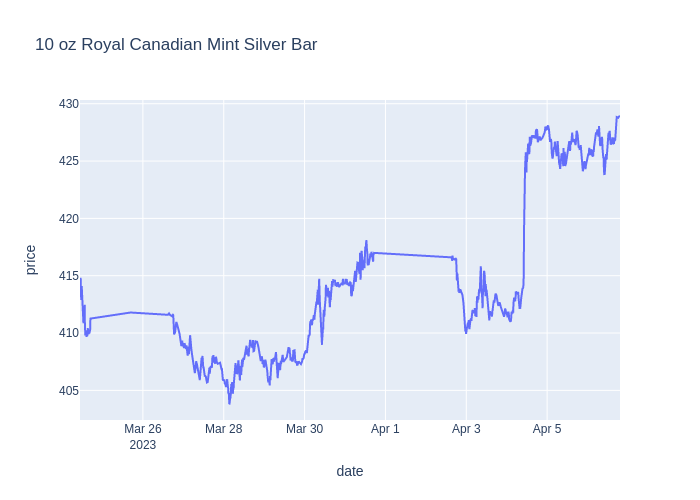 10 oz Royal Canadian Mint Silver Bar
430
425
420
415
410
405
price
Mar 26
2023
Mar 28
Mar 30
Apr 1
Apr 3
Apr 5
date